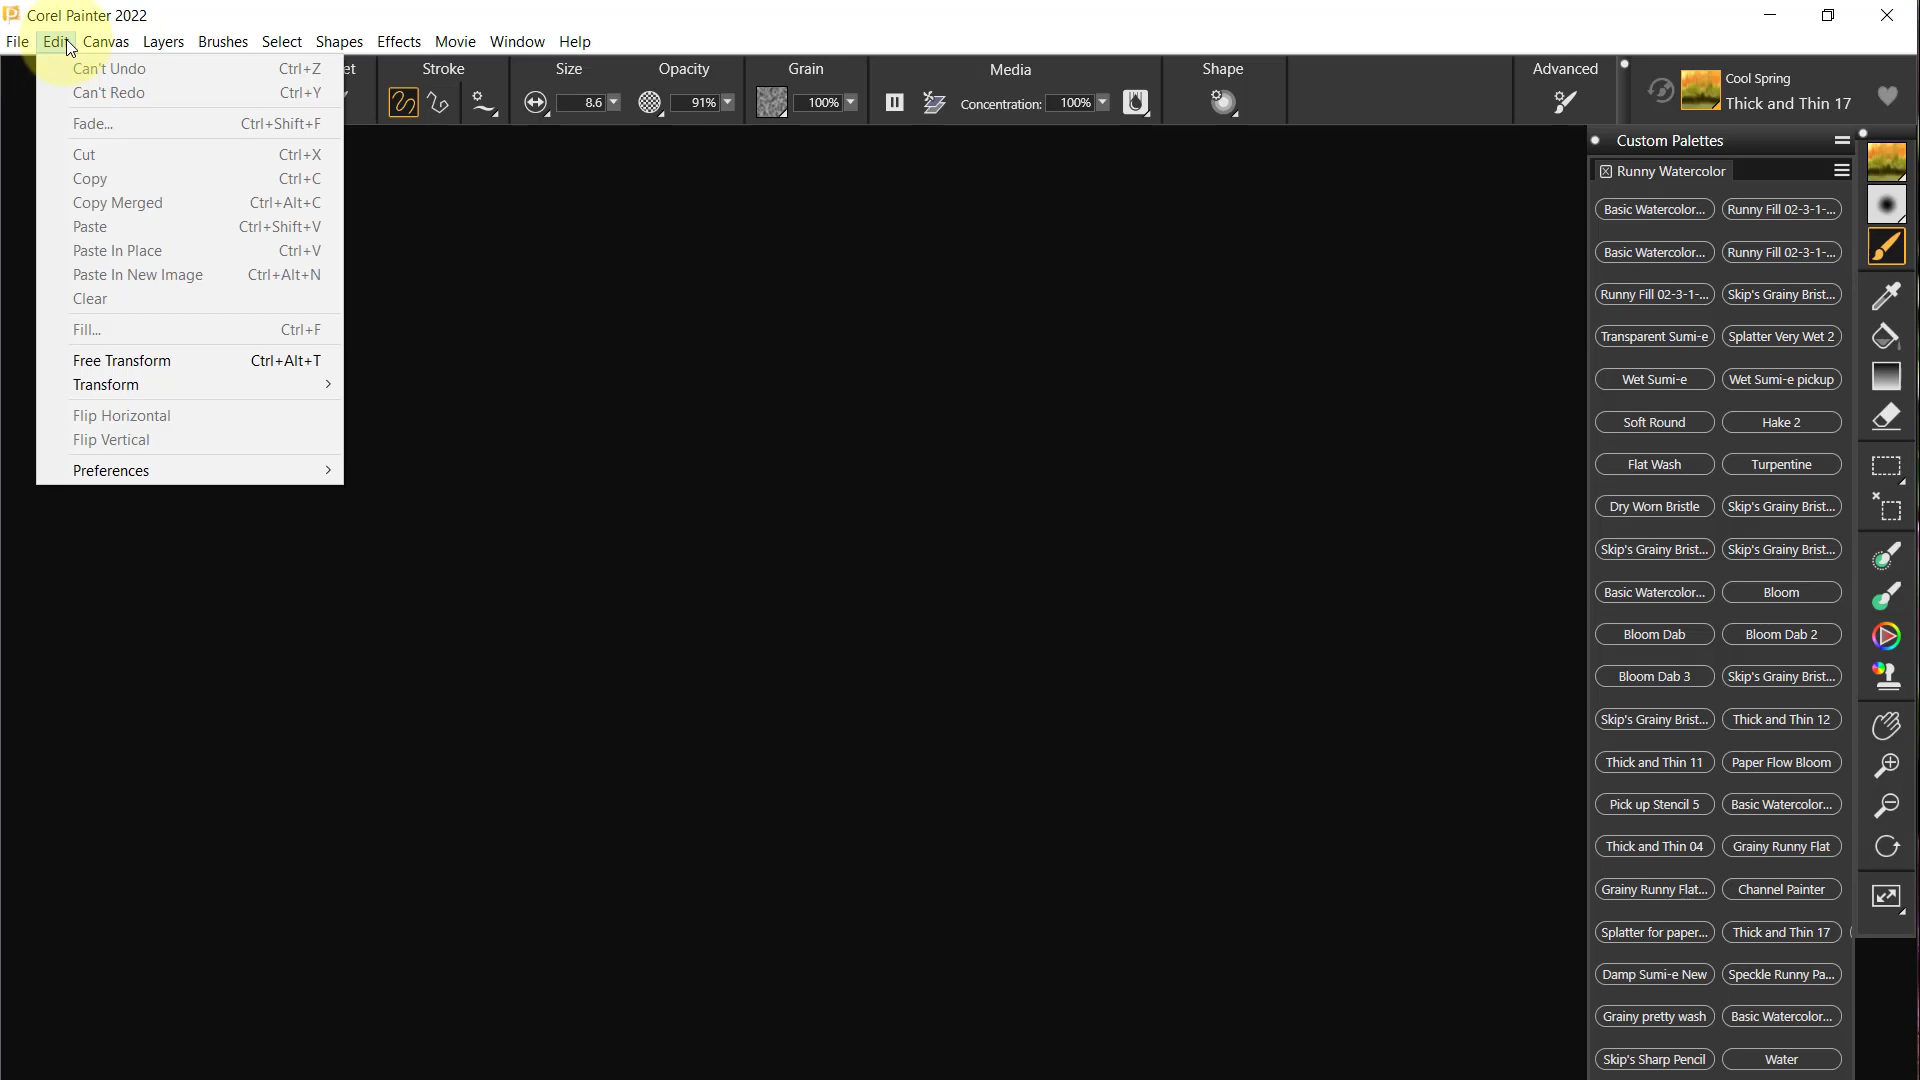 Corel Painter 2022
File Edit Canvas Layers Brushes Select Shapes Effects Movie Window Help
Can't Undo Ctrl+Z
Can't Redo Ctrl+Y
Fade... Ctrl+Shift+F
Cut Ctrl+X
Copy Ctrl+C
Copy Merged Ctrl+Alt+C
Paste Ctrl+Shift+V
Paste In Place Ctrl+V
Paste In New Image Ctrl+Alt+N
Clear
Fill... Ctrl+F
Free Transform Ctrl+Alt+T
Transform
Flip Horizontal
Flip Vertical
Preferences
et Stroke Size Opacity Grain Media Shape Advanced
8.6 91% 100% Concentration: 100%
Cool Spring
Thick and Thin 17
Custom Palettes
Runny Watercolor
Basic Watercolor... Runny Fill 02-3-1-...
Basic Watercolor... Runny Fill 02-3-1-...
Runny Fill 02-3-1-... Skip's Grainy Brist...
Transparent Sumi-e Splatter Very Wet 2
Wet Sumi-e Wet Sumi-e pickup
Soft Round Hake 2
Flat Wash Turpentine
Dry Worn Bristle Skip's Grainy Brist...
Skip's Grainy Brist... Skip's Grainy Brist...
Basic Watercolor... Bloom
Bloom Dab Bloom Dab 2
Bloom Dab 3 Skip's Grainy Brist...
Skip's Grainy Brist... Thick and Thin 12
Thick and Thin 11 Paper Flow Bloom
Pick up Stencil 5 Basic Watercolor...
Thick and Thin 04 Grainy Runny Flat
Grainy Runny Flat... Channel Painter
Splatter for paper... Thick and Thin 17
Damp Sumi-e New Speckle Runny Pa...
Grainy pretty wash Basic Watercolor...
Skip's Sharp Pencil Water